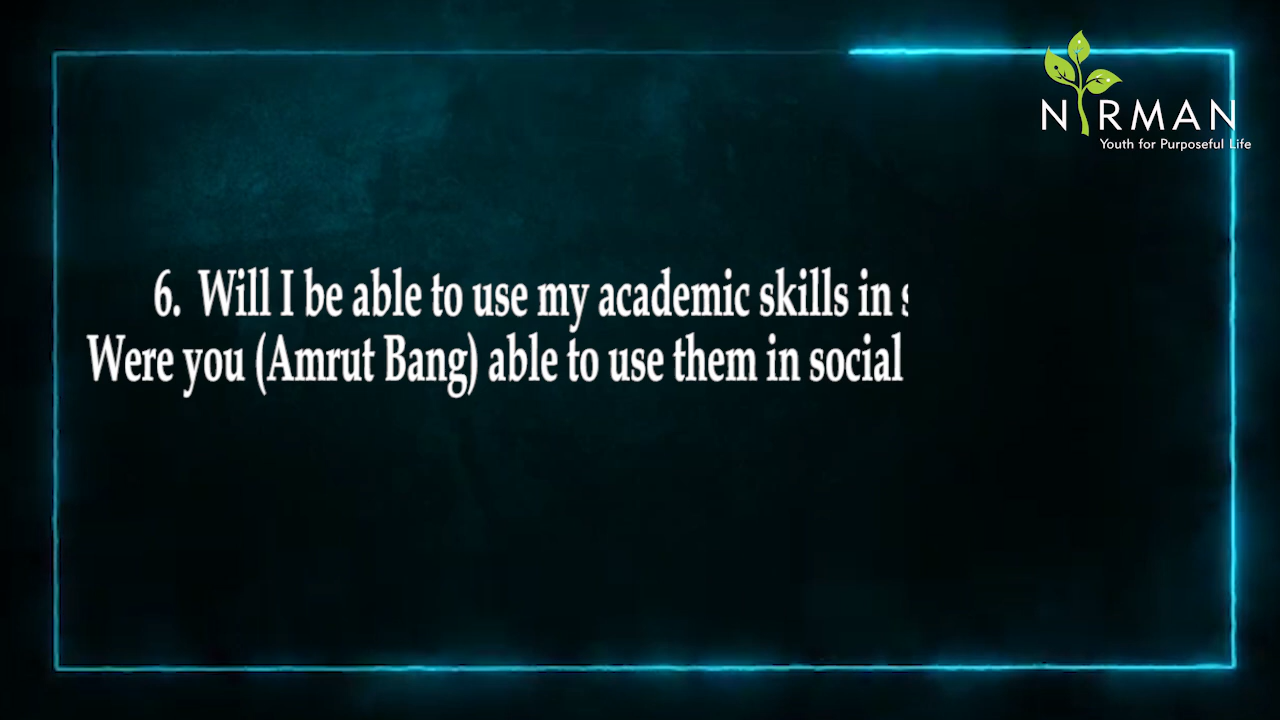 NIRMAN
Youth for Purposeful Life
6. Will I be able to use my academic skills in
Were you (Amrut Bang) able to use them in social